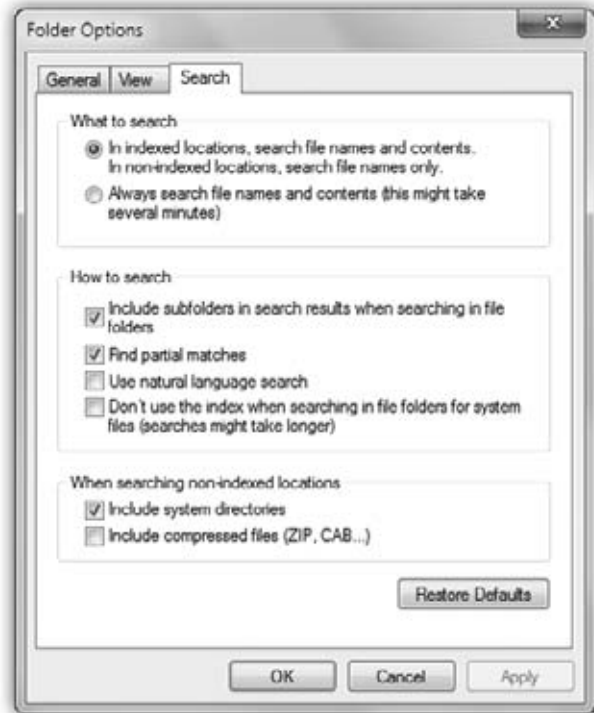 Folder Options
General View Search
What to search
In indexed locations, search file names and contents.
In non-indexed locations, search file names only.
Always search file names and contents (this might take
several minutes)
How to search
Include subfolders in search results when searching in file
folders
Find partial matches
Use natural language search
Don't use the index when searching in file folders for system
files (searches might take longer)
When searching non-indexed locations
Include system directories
Include compressed files (ZIP, CAB...)
Restore Defaults
OK Cancel Apply